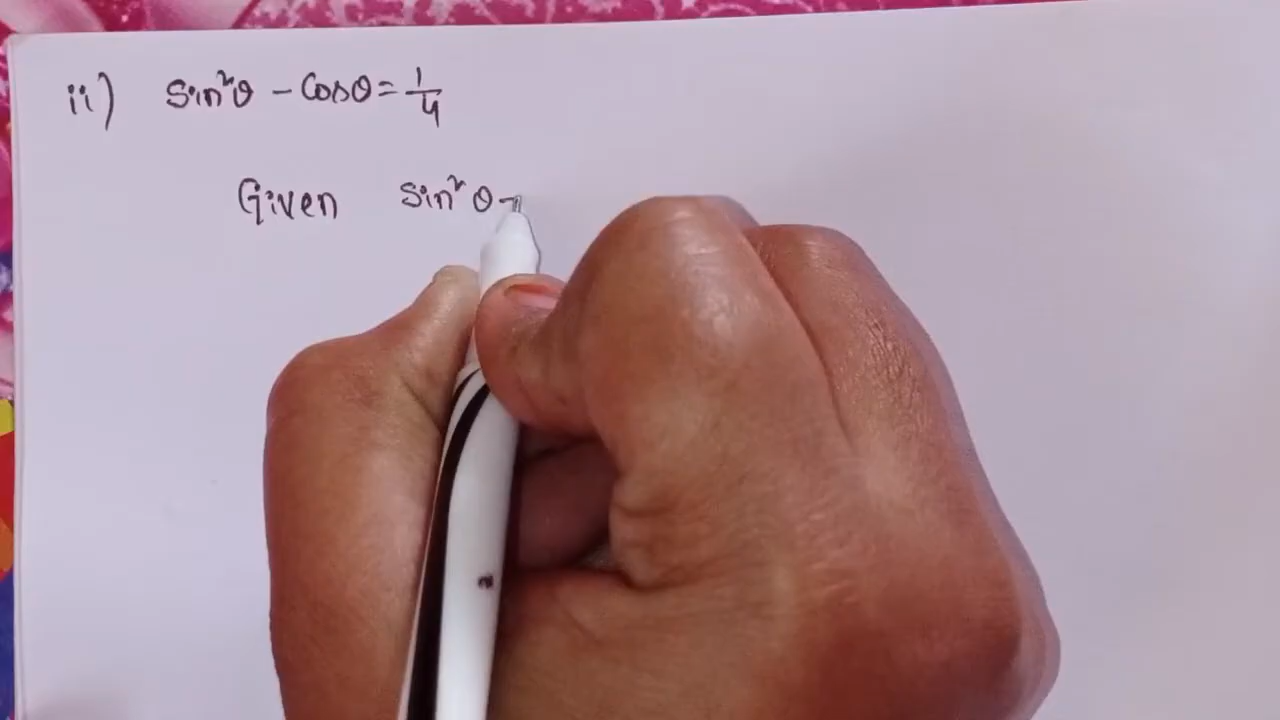 ii) sin²θ - cosθ = 1/4
Given sin²θ -